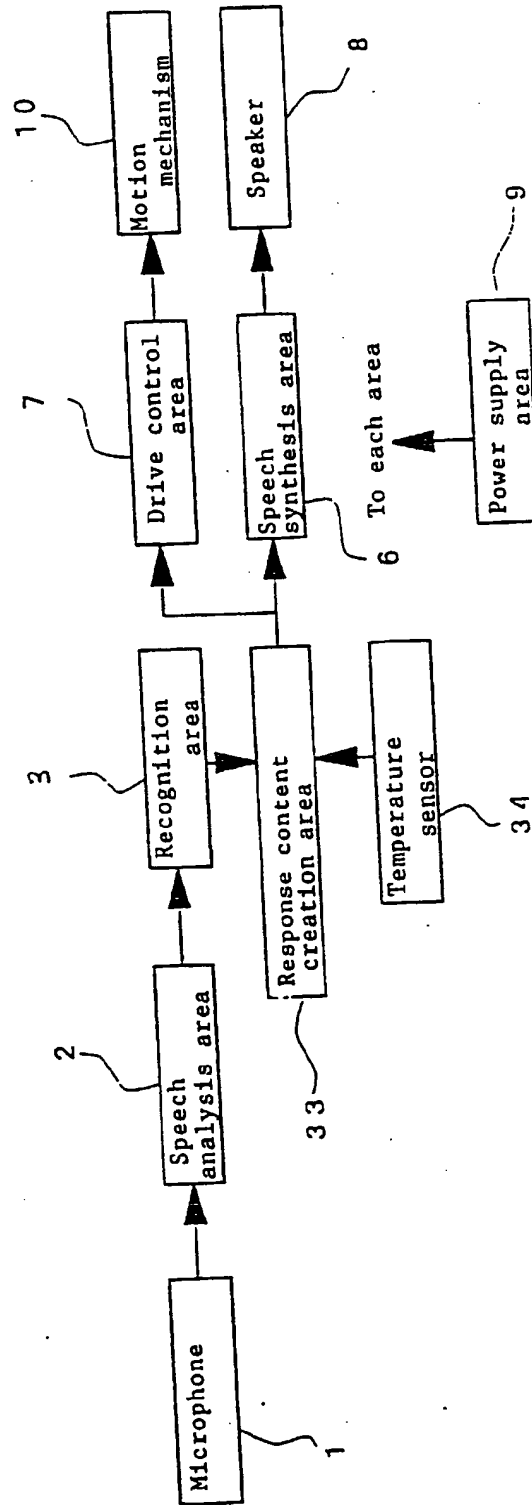 10
Motion
mechanism
Speaker
8
7
Drive control
area
Speech
synthesis area
6
To each area
9
Power supply
area
3
Recognition
area
Response content
creation area
33
Temperature
sensor
34
2
Speech
analysis area
Microphone
1